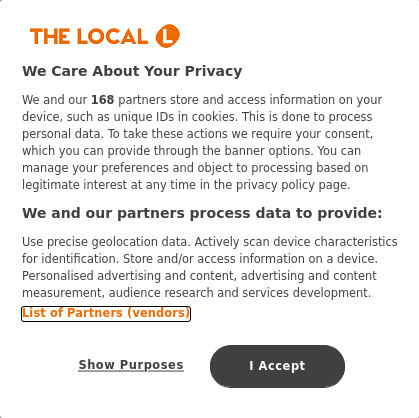 THE LOCAL L
We Care About Your Privacy
We and our 168 partners store and access information on your
device, such as unique IDs in cookies. This is done to process
personal data. To take these actions we require your consent,
which you can provide through the banner options. You can
manage your preferences and object to processing based on
legitimate interest at any time in the privacy policy page.
We and our partners process data to provide:
Use precise geolocation data. Actively scan device characteristics
for identification. Store and/or access information on a device.
Personalised advertising and content, advertising and content
measurement, audience research and services development.
List of Partners (vendors)
Show Purposes
I Accept